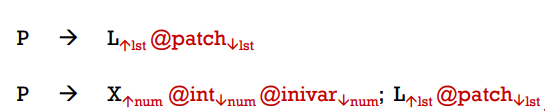 P → L↑lst @patch↓lst
P → X↑num @int↓num @inivar↓num; L↑lst @patch↓lst